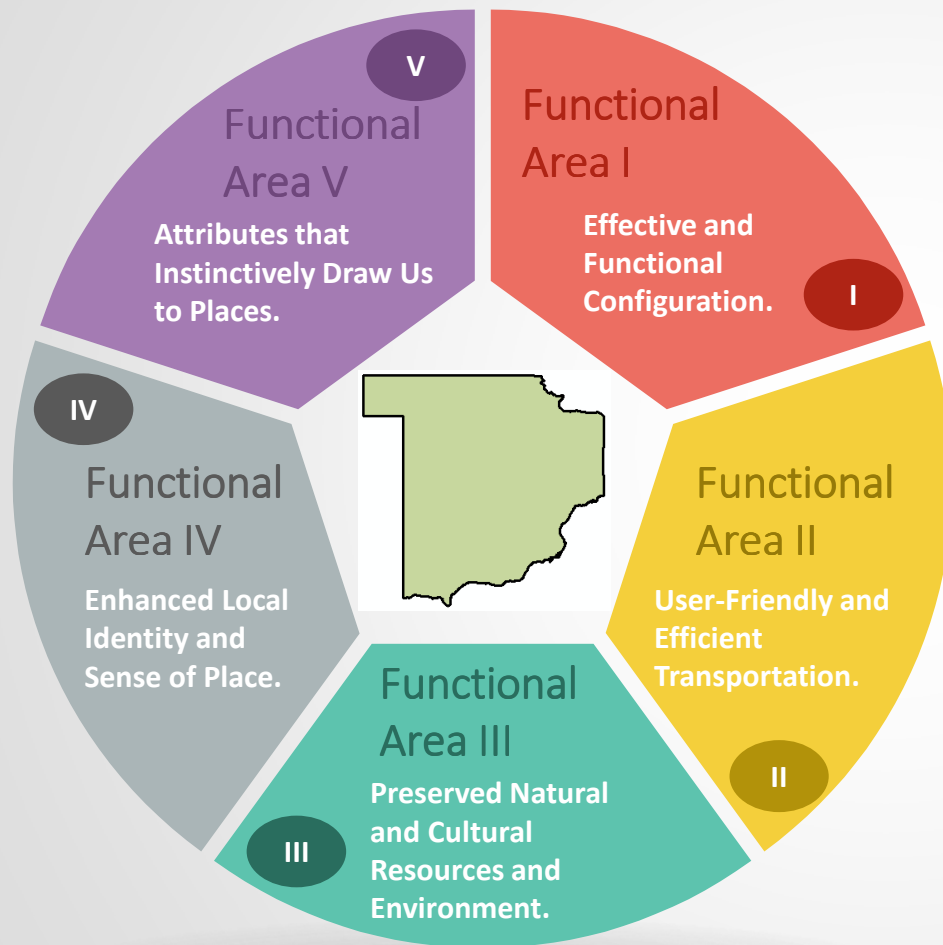 V
Functional
Area V
Attributes that
Instinctively Draw Us
to Places.
Functional
Area I
Effective and
Functional
Configuration.
I
Functional
Area II
User-Friendly and
Efficient
Transportation.
II
Functional
Area III
Preserved Natural
and Cultural
Resources and
Environment.
III
IV
Functional
Area IV
Enhanced Local
Identity and
Sense of Place.